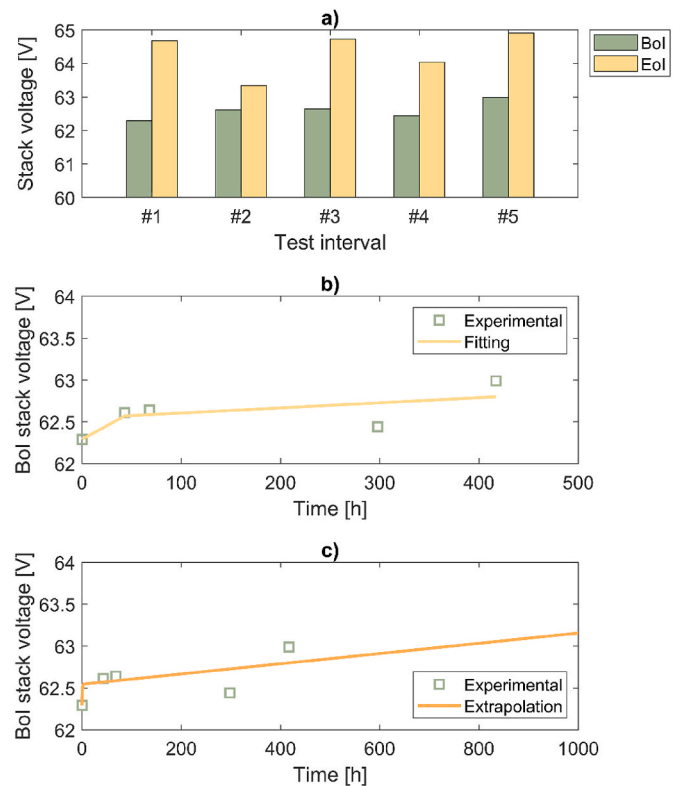 a)
65
64
63
62
61
60
Stack voltage [V]
BoI
EoI
#1 #2 #3 #4 #5
Test interval
b)
64
63.5
63
62.5
62
BoI stack voltage [V]
Experimental
Fitting
0 100 200 300 400 500
Time [h]
c)
64
63.5
63
62.5
62
BoI stack voltage [V]
Experimental
Extrapolation
0 200 400 600 800 1000
Time [h]